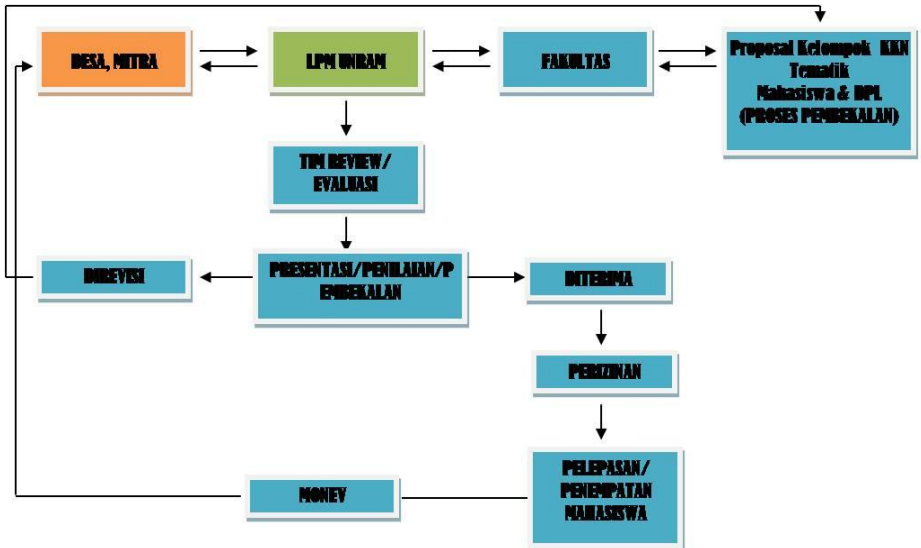 DESA, MITRA
LPM UNRAM
FAKULTAS
Proposal Kelompok KKN
Tematik
Mahasiswa & DPL
(PROSES PEMBEKALAN)
TIM REVIEW/
EVALUASI
DIREVISI
PRESENTASI/PENILAIAN/P
EMBEKALAN
DITERIMA
PERIZINAN
PELEPASAN/
PENEMPATAN
MAHASISWA
MONEV